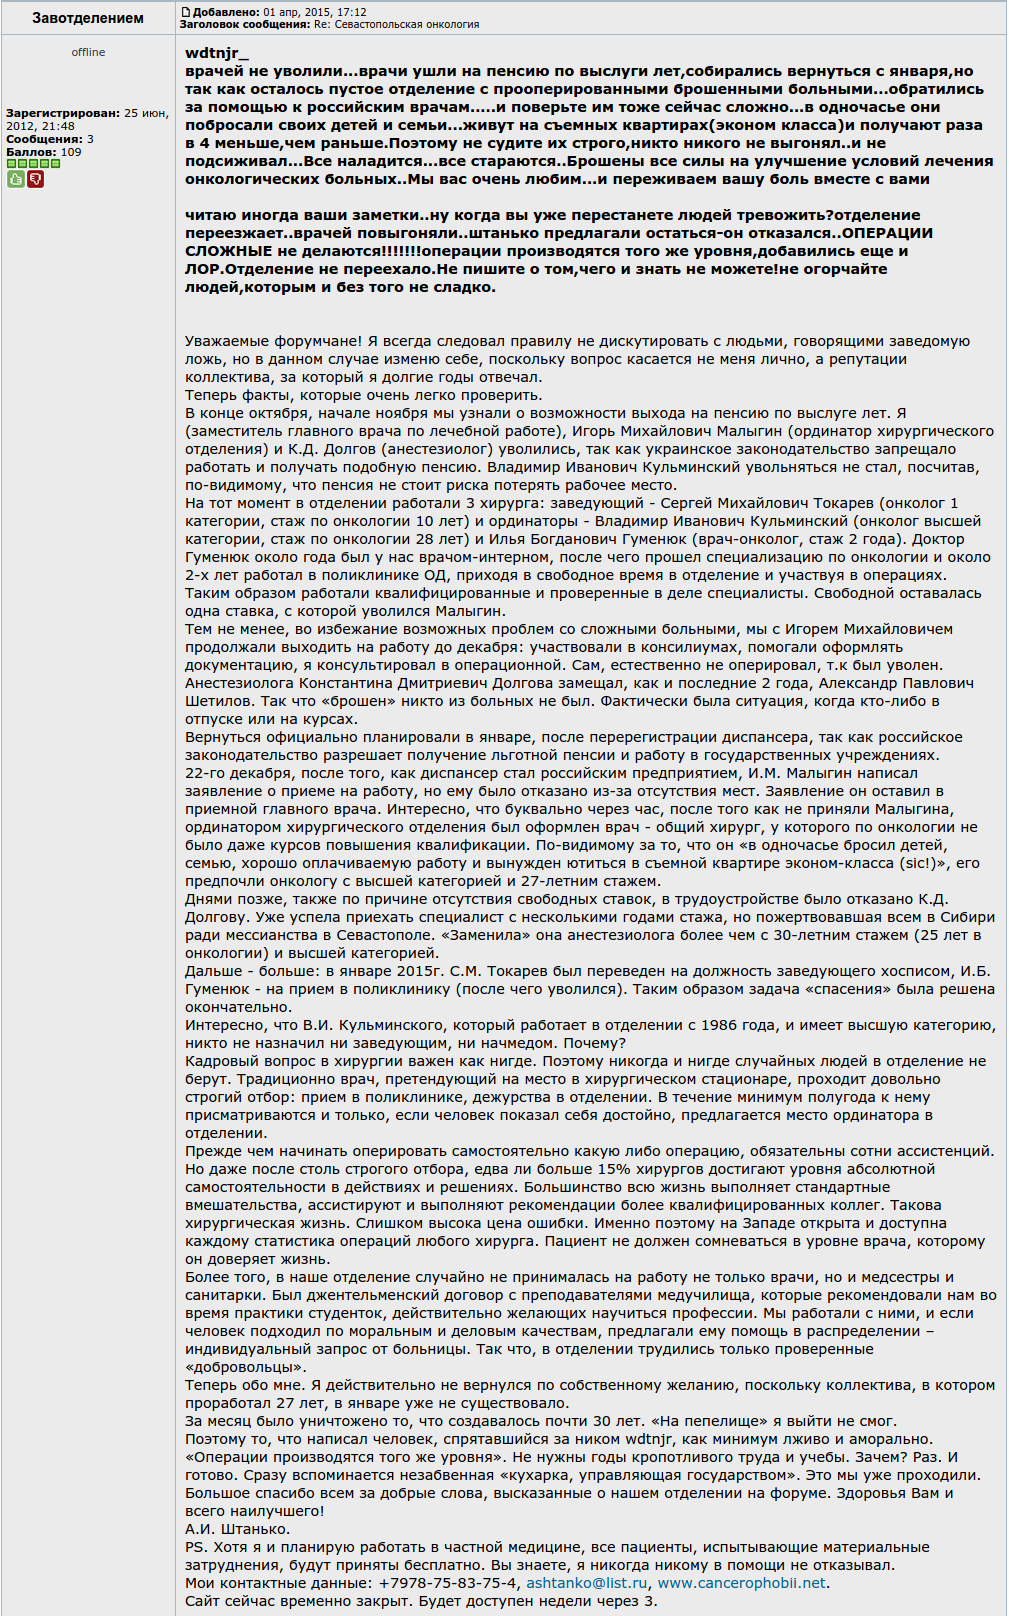 Завотделением
Добавлено: 01 апр, 2015, 17:12
Заголовок сообщения: Re: Севастопольская онкология
offline
Зарегистрирован: 25 июн,
2012, 21:48
Сообщения: 3
Баллов: 109
wdtnjr_
врачей не уволили...врачи ушли на пенсию по выслуги лет,собирались вернуться с января,но
так как осталось пустое отделение с прооперированными брошенными больными...обратились
за помощью к российским врачам.....и поверьте им тоже сейчас сложно...в одночасье они
побросали своих детей и семьи...живут на съемных квартирах(эконом класса)и получают раза
в 4 меньше,чем раньше.Поэтому не судите их строго,никто никого не выгонял..и не
подсиживал...Все наладится...все стараются..Брошены все силы на улучшение условий лечения
онкологических больных..Мы вас очень любим...и переживаем вашу боль вместе с вами
читаю иногда ваши заметки..ну когда вы уже перестанете людей тревожить?отделение
переезжает..врачей повыгоняли..штанько предлагали остаться-он отказался..ОПЕРАЦИИ
СЛОЖНЫЕ не делаются!!!!!!!операции производятся того же уровня,добавились еще и
ЛОР.Отделение не переехало.Не пишите о том,чего и знать не можете!не огорчайте
людей,которым и без того не сладко.
Уважаемые форумчане! Я всегда следовал правилу не дискутировать с людьми, говорящими заведомую
ложь, но в данном случае изменю себе, поскольку вопрос касается не меня лично, а репутации
коллектива, за который я долгие годы отвечал.
Теперь факты, которые очень легко проверить.
В конце октября, начале ноября мы узнали о возможности выхода на пенсию по выслуге лет. Я
(заместитель главного врача по лечебной работе), Игорь Михайлович Малыгин (ординатор хирургического
отделения) и К.Д. Долгов (анестезиолог) уволились, так как украинское законодательство запрещало
работать и получать подобную пенсию. Владимир Иванович Кульминский увольняться не стал, посчитав,
по-видимому, что пенсия не стоит риска потерять рабочее место.
На тот момент в отделении работали 3 хирурга: заведующий - Сергей Михайлович Токарев (онколог 1
категории, стаж по онкологии 10 лет) и ординаторы - Владимир Иванович Кульминский (онколог высшей
категории, стаж по онкологии 28 лет) и Илья Богданович Гуменюк (врач-онколог, стаж 2 года). Доктор
Гуменюк около года был у нас врачом-интерном, после чего прошел специализацию по онкологии и около
2-х лет работал в поликлинике ОД, приходя в свободное время в отделение и участвуя в операциях.
Таким образом работали квалифицированные и проверенные в деле специалисты. Свободной оставалась
одна ставка, с которой уволился Малыгин.
Тем не менее, во избежание возможных проблем со сложными больными, мы с Игорем Михайловичем
продолжали выходить на работу до декабря: участвовали в консилиумах, помогали оформлять
документацию, я консультировал в операционной. Сам, естественно не оперировал, т.к был уволен.
Анестезиолога Константина Дмитриевич Долгова замещал, как и последние 2 года, Александр Павлович
Шетилов. Так что «брошен» никто из больных не был. Фактически была ситуация, когда кто-либо в
отпуске или на курсах.
Вернуться официально планировали в январе, после перерегистрации диспансера, так как российское
законодательство разрешает получение льготной пенсии и работу в государственных учреждениях.
22-го декабря, после того, как диспансер стал российским предприятием, И.М. Малыгин написал
заявление о приеме на работу, но ему было отказано из-за отсутствия мест. Заявление он оставил в
приемной главного врача. Интересно, что буквально через час, после того как не приняли Малыгина,
ординатором хирургического отделения был оформлен врач - общий хирург, у которого по онкологии не
было даже курсов повышения квалификации. По-видимому за то, что он «в одночасье бросил детей,
семью, хорошо оплачиваемую работу и вынужден ютиться в съемной квартире эконом-класса (sic!)», его
предпочли онкологу с высшей категорией и 27-летним стажем.
Днями позже, также по причине отсутствия свободных ставок, в трудоустройстве было отказано К.Д.
Долгову. Уже успела приехать специалист с несколькими годами стажа, но пожертвовавшая всем в Сибири
ради мессианства в Севастополе. «Заменила» она анестезиолога более чем с 30-летним стажем (25 лет в
онкологии) и высшей категорией.
Дальше - больше: в январе 2015г. С.М. Токарев был переведен на должность заведующего хосписом, И.Б.
Гуменюк - на прием в поликлинику (после чего уволился). Таким образом задача «спасения» была решена
окончательно.
Интересно, что В.И. Кульминского, который работает в отделении с 1986 года, и имеет высшую категорию,
никто не назначил ни заведующим, ни начмедом. Почему?
Кадровый вопрос в хирургии важен как нигде. Поэтому никогда и нигде случайных людей в отделение не
берут. Традиционно врач, претендующий на место в хирургическом стационаре, проходит довольно
строгий отбор: прием в поликлинике, дежурства в отделении. В течение минимум полугода к нему
присматриваются и только, если человек показал себя достойно, предлагается место ординатора в
отделении.
Прежде чем начинать оперировать самостоятельно какую либо операцию, обязательны сотни ассистенций.
Но даже после столь строгого отбора, едва ли больше 15% хирургов достигают уровня абсолютной
самостоятельности в действиях и решениях. Большинство всю жизнь выполняет стандартные
вмешательства, ассистируют и выполняют рекомендации более квалифицированных коллег. Такова
хирургическая жизнь. Слишком высока цена ошибки. Именно поэтому на Западе открыта и доступна
каждому статистика операций любого хирурга. Пациент не должен сомневаться в уровне врача, которому
он доверяет жизнь.
Более того, в наше отделение случайно не принималась на работу не только врачи, но и медсестры и
санитарки. Был джентельменский договор с преподавателями медучилища, которые рекомендовали нам во
время практики студенток, действительно желающих научиться профессии. Мы работали с ними, и если
человек подходил по моральным и деловым качествам, предлагали ему помощь в распределении –
индивидуальный запрос от больницы. Так что, в отделении трудились только проверенные
«добровольцы».
Теперь обо мне. Я действительно не вернулся по собственному желанию, поскольку коллектива, в котором
проработал 27 лет, в январе уже не существовало.
За месяц было уничтожено то, что создавалось почти 30 лет. «На пепелище» я выйти не смог.
Поэтому то, что написал человек, спрятавшийся за ником wdtnjr, как минимум лживо и аморально.
«Операции производятся того же уровня». Не нужны годы кропотливого труда и учебы. Зачем? Раз. И
готово. Сразу вспоминается незабвенная «кухарка, управляющая государством». Это мы уже проходили.
Большое спасибо всем за добрые слова, высказанные о нашем отделении на форуме. Здоровья Вам и
всего наилучшего!
А.И. Штанько.
PS. Хотя я и планирую работать в частной медицине, все пациенты, испытывающие материальные
затруднения, будут приняты бесплатно. Вы знаете, я никогда никому в помощи не отказывал.
Мои контактные данные: +7978-75-83-75-4, ashtanko@list.ru, www.cancerophobii.net.
Сайт сейчас временно закрыт. Будет доступен недели через 3.